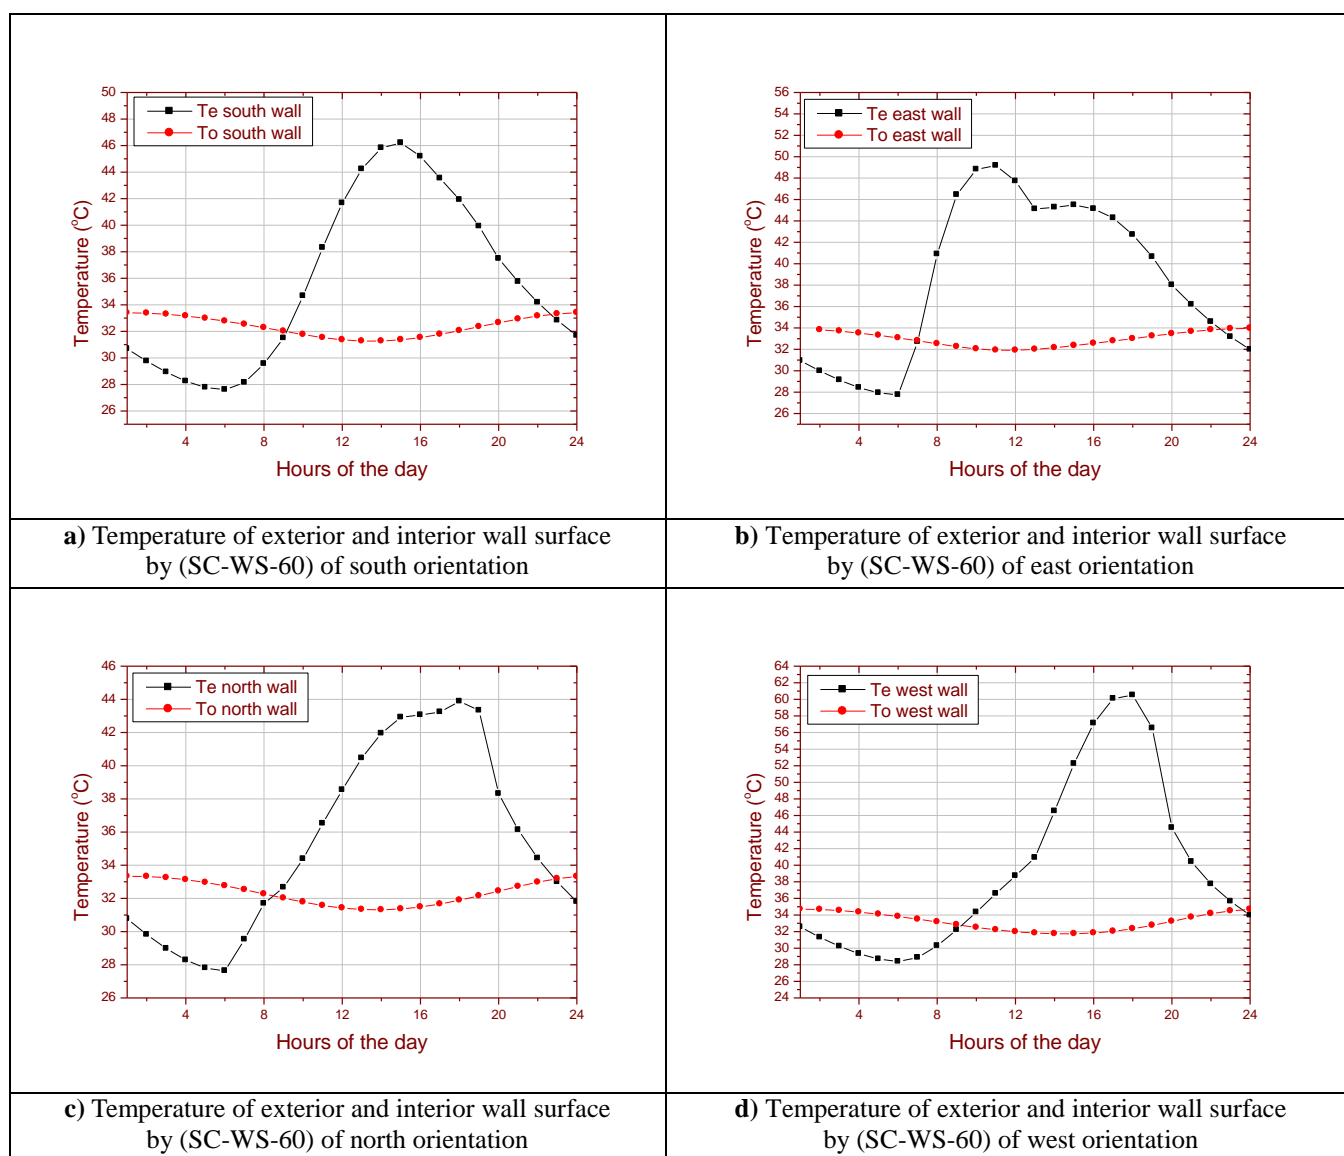 50
48
46
44
42
40
38
36
34
32
30
28
26
Temperature (°C)
Te south wall
To south wall
4 8 12 16 20 24
Hours of the day
56
54
52
50
48
46
44
42
40
38
36
34
32
30
28
26
Temperature (°C)
Te east wall
To east wall
4 8 12 16 20 24
Hours of the day
a) Temperature of exterior and interior wall surface
by (SC-WS-60) of south orientation
b) Temperature of exterior and interior wall surface
by (SC-WS-60) of east orientation
46
44
42
40
38
36
34
32
30
28
26
Temperature (°C)
Te north wall
To north wall
4 8 12 16 20 24
Hours of the day
64
62
60
58
56
54
52
50
48
46
44
42
40
38
36
34
32
30
28
26
24
Temperature (°C)
Te west wall
To west wall
4 8 12 16 20 24
Hours of the day
c) Temperature of exterior and interior wall surface
by (SC-WS-60) of north orientation
d) Temperature of exterior and interior wall surface
by (SC-WS-60) of west orientation